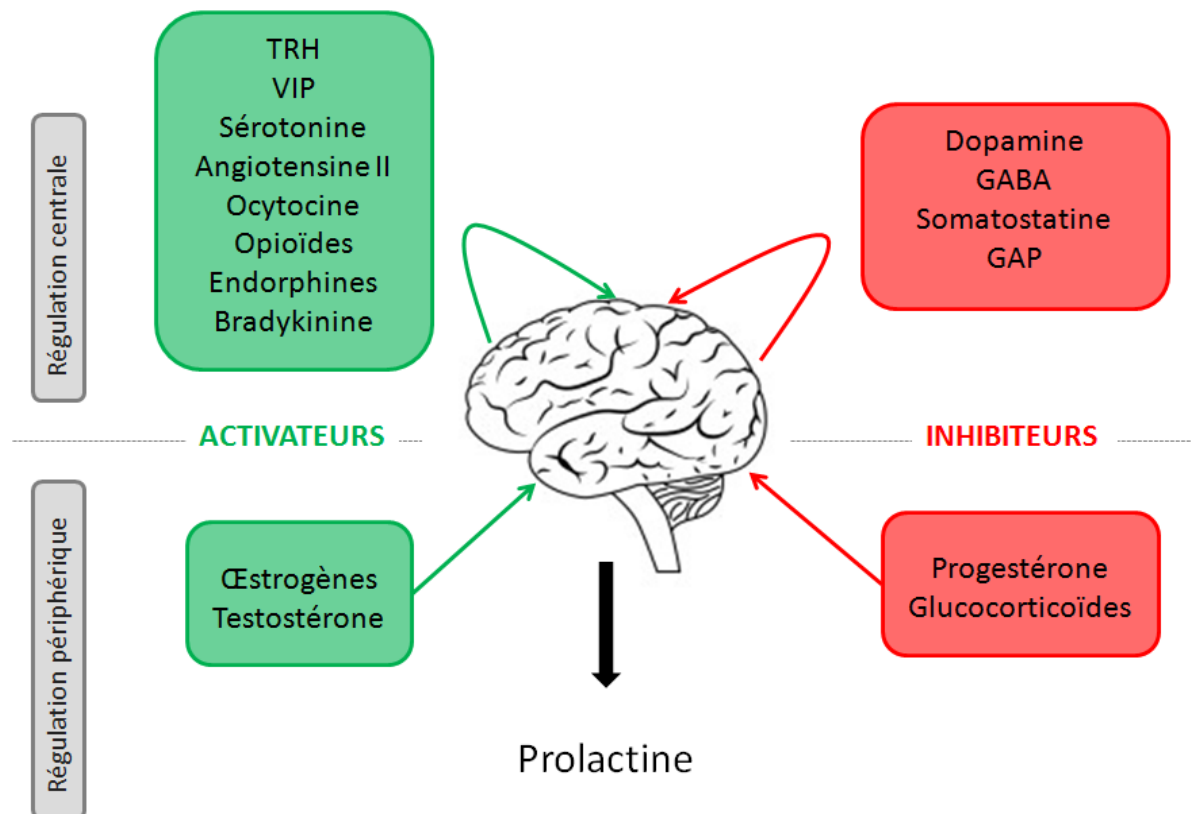 Régulation centrale
TRH
VIP
Sérotonine
Angiotensine II
Ocytocine
Opioïdes
Endorphines
Bradykinine
Dopamine
GABA
Somatostatine
GAP
ACTIVATEURS
INHIBITEURS
Régulation périphérique
Œstrogènes
Testostérone
Progestérone
Glucocorticoïdes
Prolactine